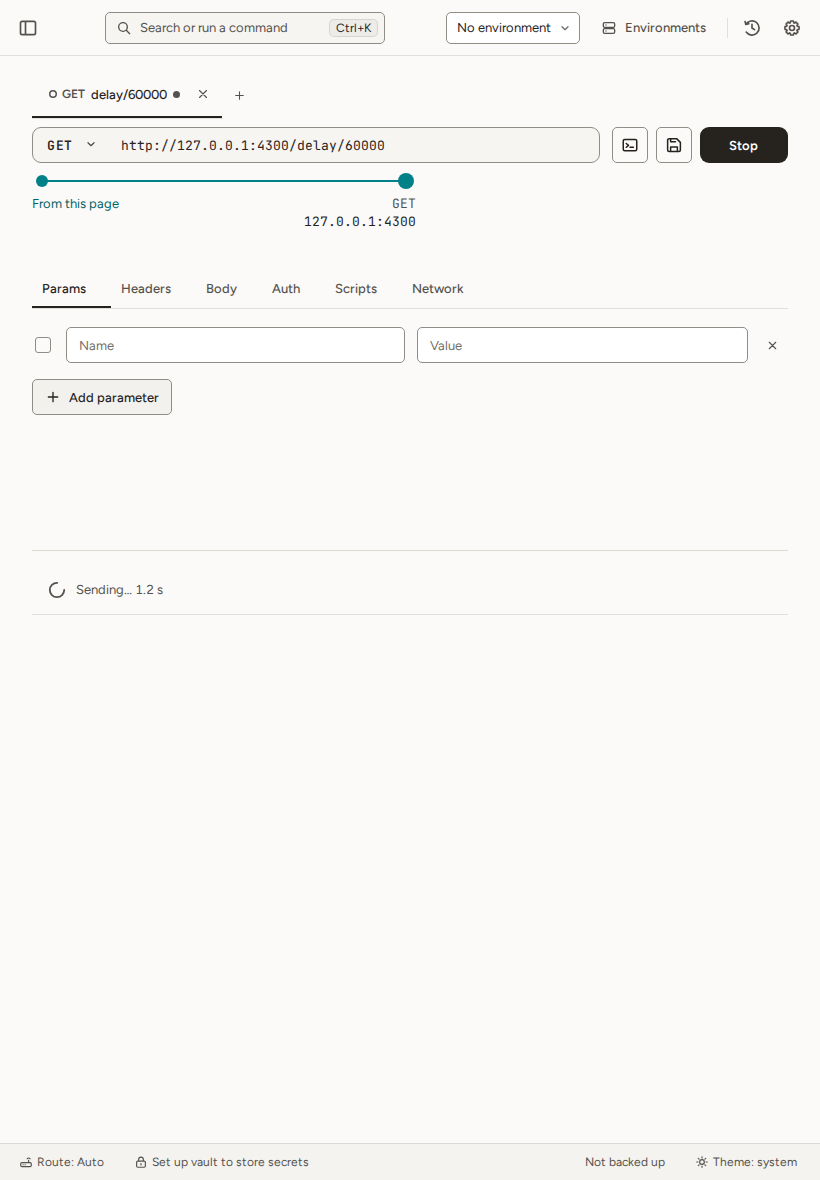 Search or run a command Ctrl+K No environment Environments
GET delay/60000
GET http://127.0.0.1:4300/delay/60000 Stop
From this page GET
127.0.0.1:4300
Params Headers Body Auth Scripts Network
Name Value
Add parameter
Sending... 1.2 s
Route: Auto Set up vault to store secrets Not backed up Theme: system